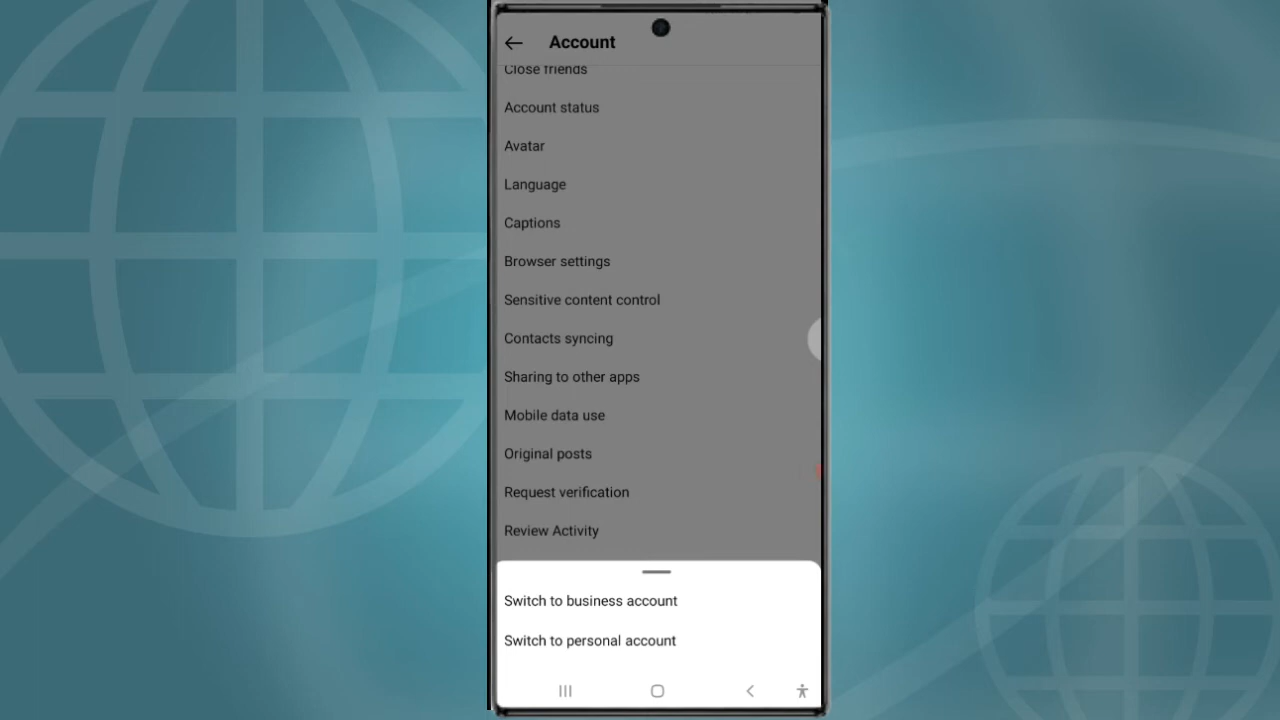 Account
Close friends
Account status
Avatar
Language
Captions
Browser settings
Sensitive content control
Contacts syncing
Sharing to other apps
Mobile data use
Original posts
Request verification
Review Activity
Switch to business account
Switch to personal account